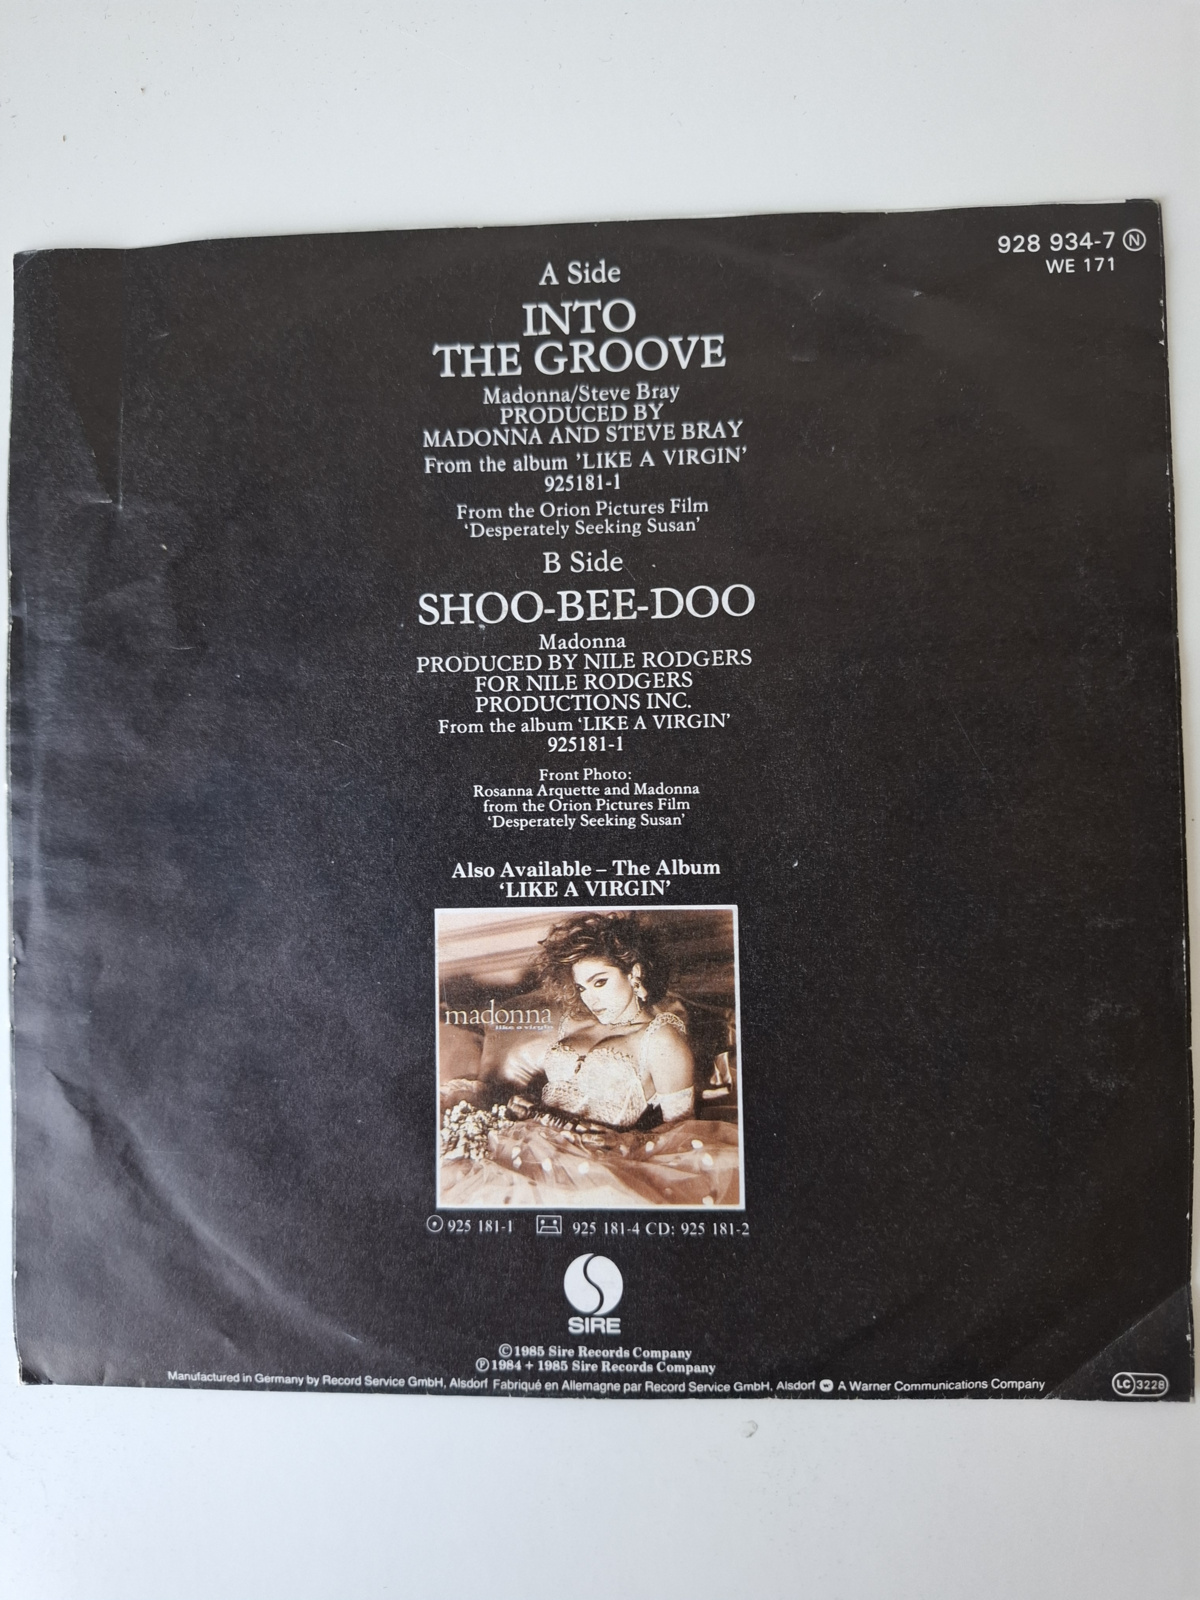 928 934-7 Ⓝ
WE 171
A Side
INTO
THE GROOVE
Madonna/Steve Bray
PRODUCED BY
MADONNA AND STEVE BRAY
From the album 'LIKE A VIRGIN'
925181-1
From the Orion Pictures Film
'Desperately Seeking Susan'
B Side
SHOO-BEE-DOO
Madonna
PRODUCED BY NILE RODGERS
FOR NILE RODGERS
PRODUCTIONS INC.
From the album 'LIKE A VIRGIN'
925181-1
Front Photo:
Rosanna Arquette and Madonna
from the Orion Pictures Film
'Desperately Seeking Susan'
Also Available – The Album
'LIKE A VIRGIN'
madonna
like a virgin
925 181-1 925 181-4 CD: 925 181-2
SIRE
©1985 Sire Records Company
℗1984 + 1985 Sire Records Company
Manufactured in Germany by Record Service GmbH, Alsdorf Fabriqué en Allemagne par Record Service GmbH, Alsdorf A Warner Communications Company
LC 3228